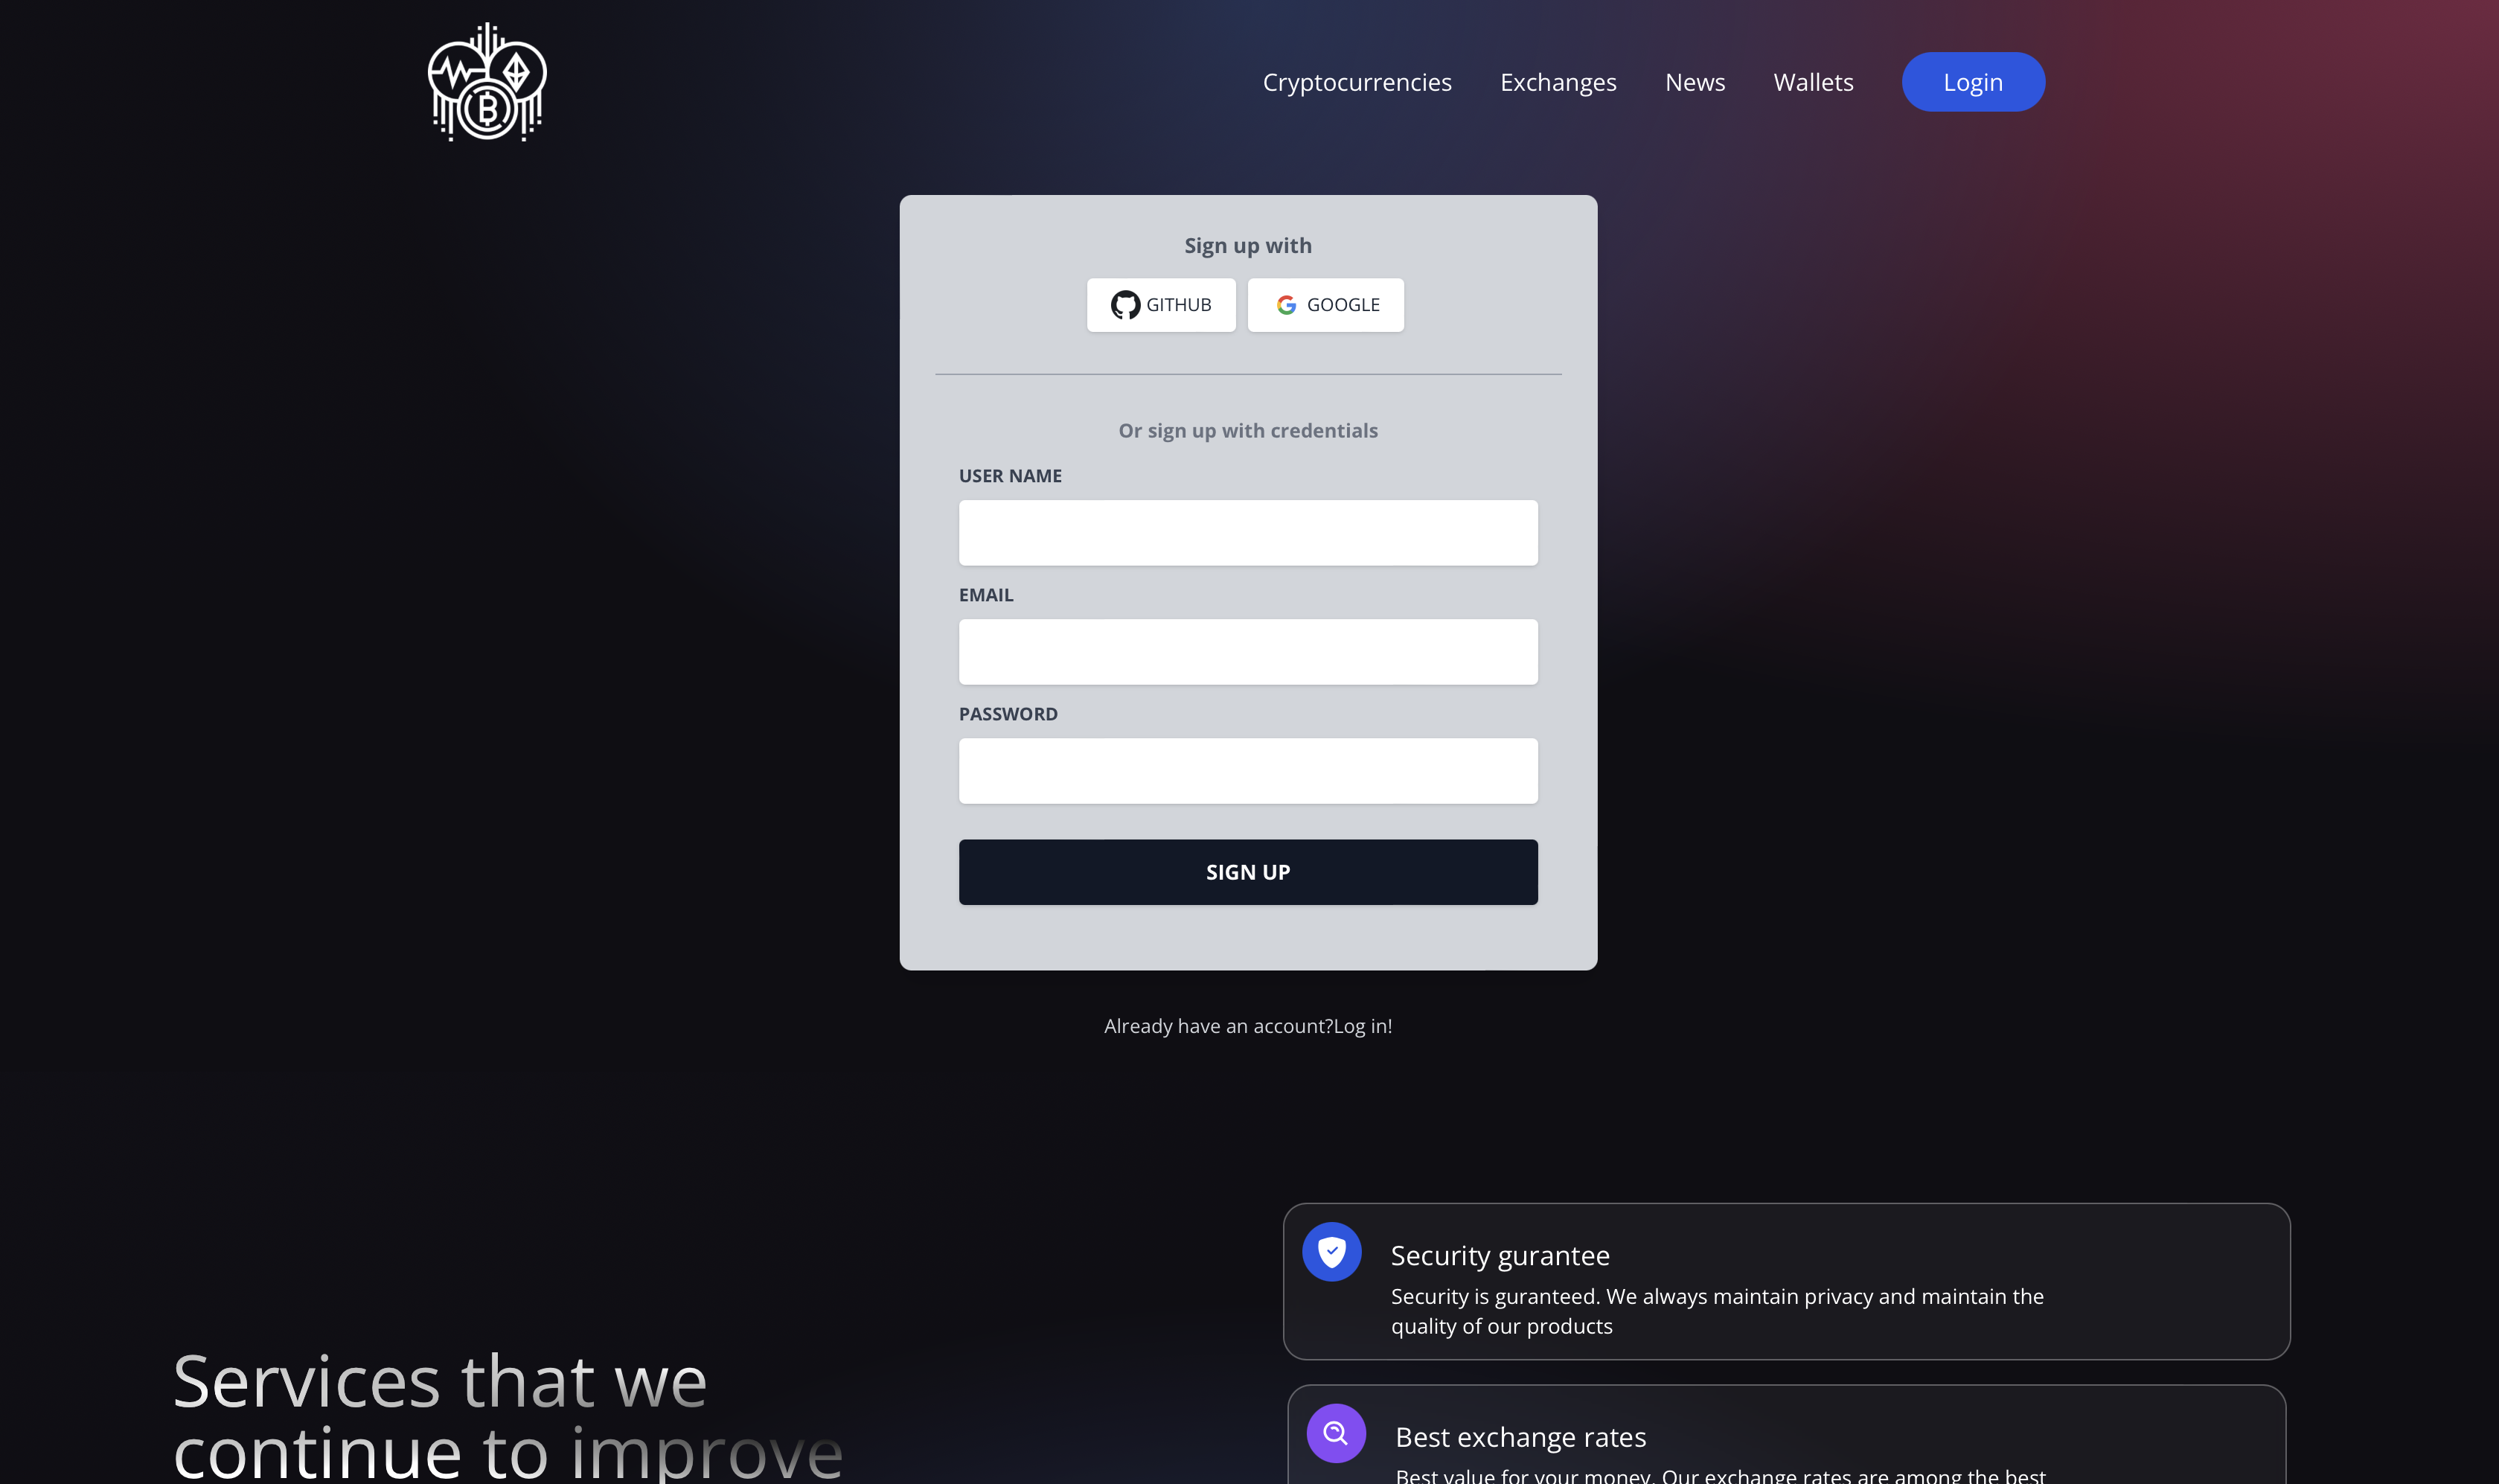 Cryptocurrencies Exchanges News Wallets Login
Sign up with
GITHUB GOOGLE
Or sign up with credentials
USER NAME
EMAIL
PASSWORD
SIGN UP
Already have an account?Log in!
Services that we
continue to improve
Security gurantee
Security is guranteed. We always maintain privacy and maintain the
quality of our products
Best exchange rates
Best value for your money. Our exchange rates are among the best